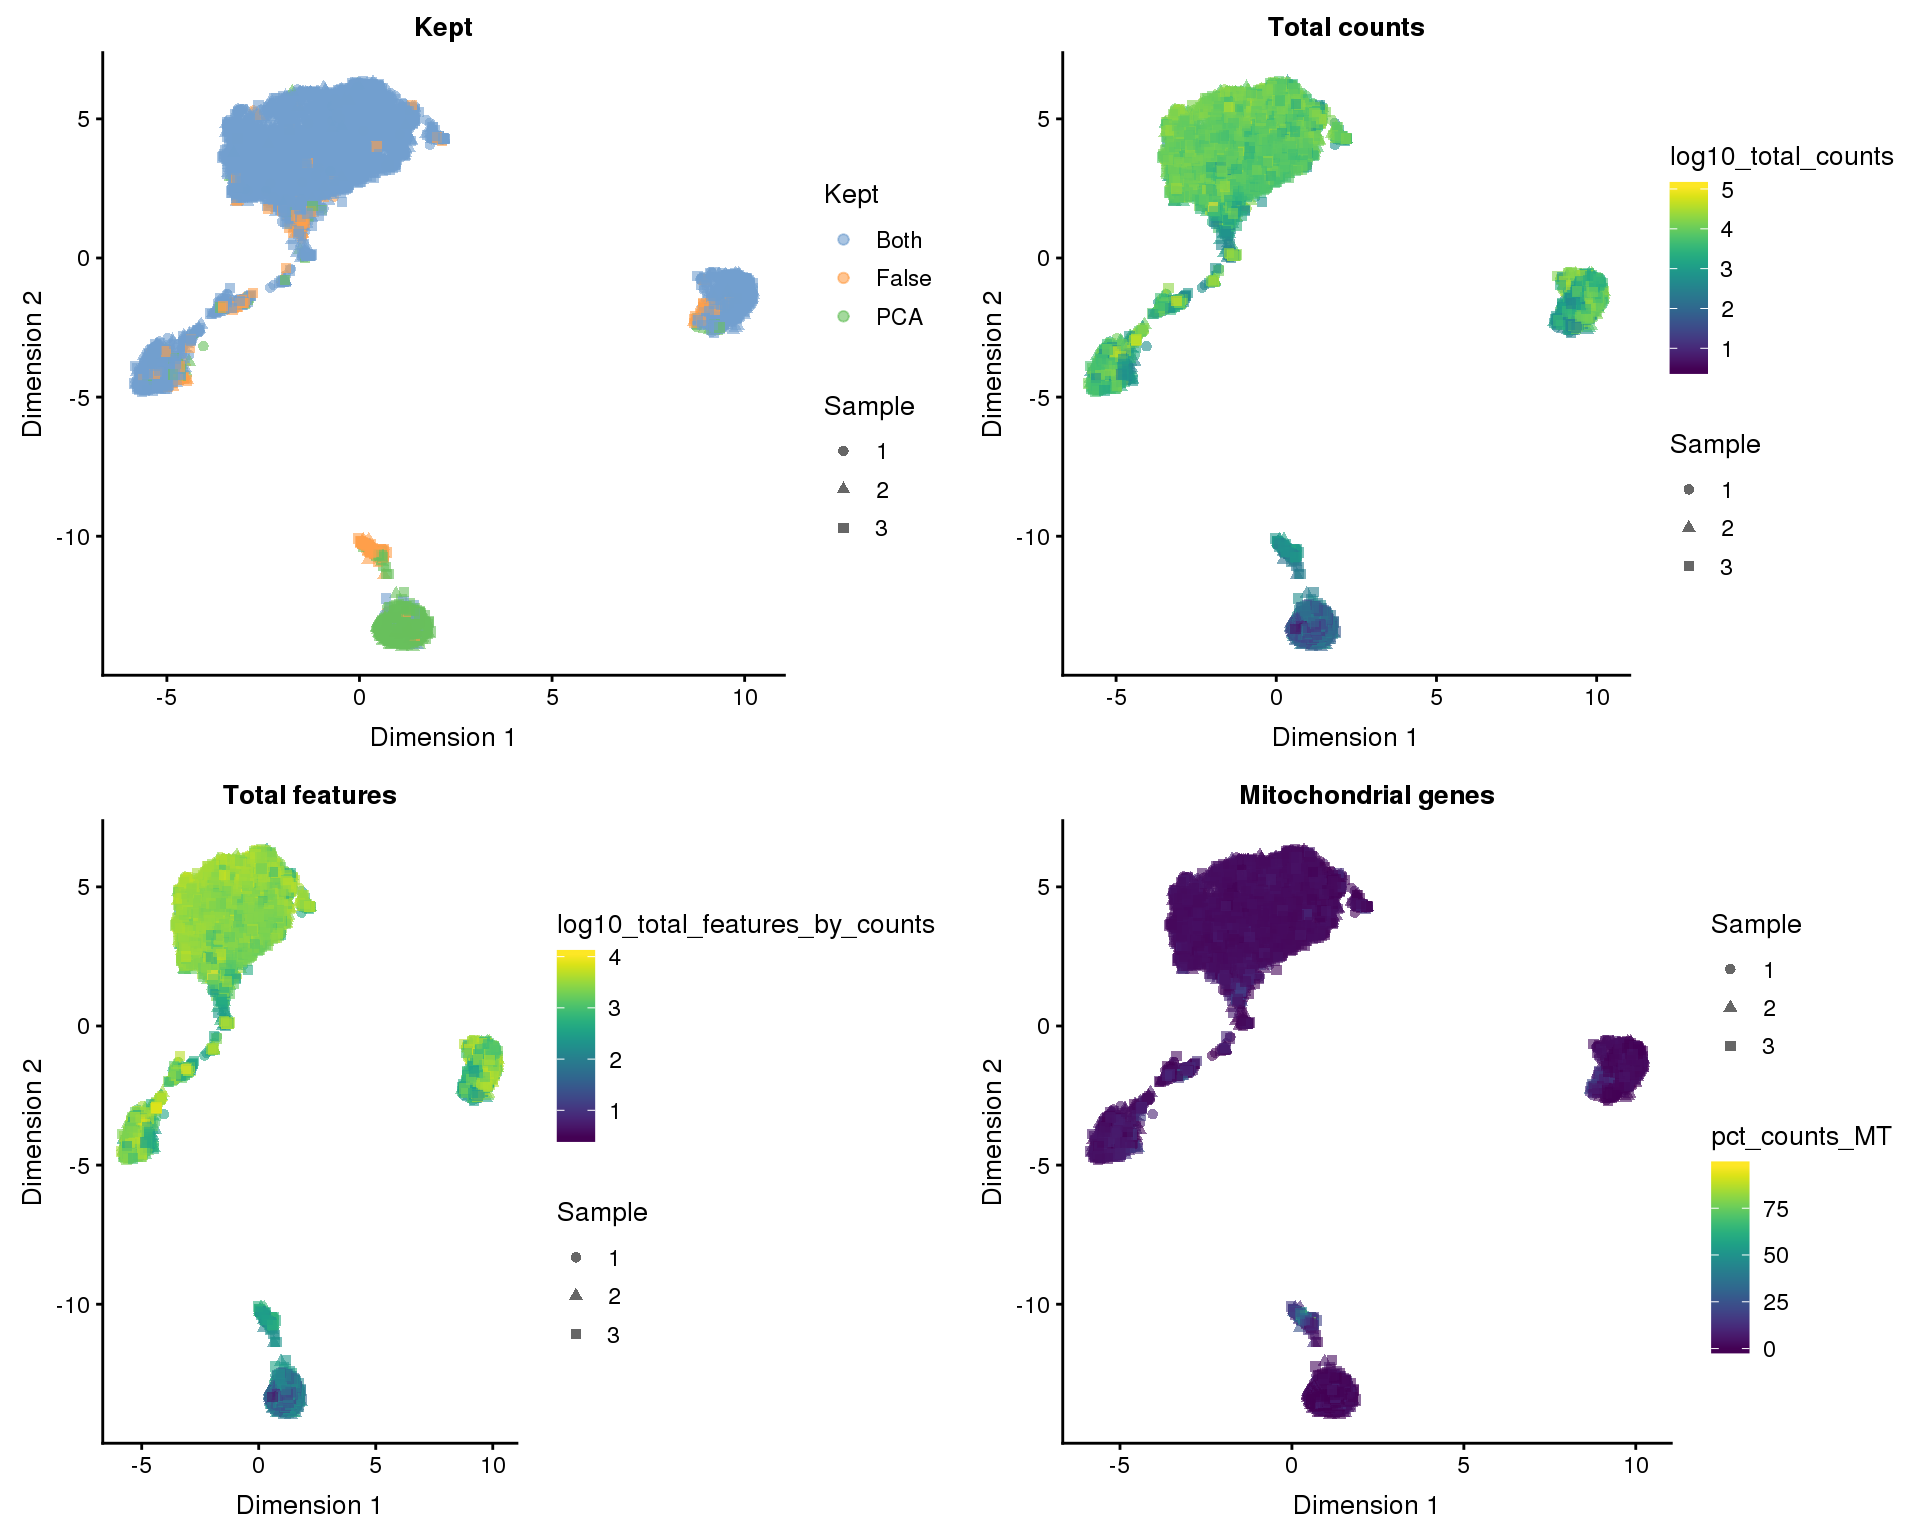 Kept
5
0
-5
-10
-5
0
5
10
Dimension 1
Dimension 2
Kept
Both
False
PCA
Sample
1
2
3
Total counts
5
0
-5
-10
-5
0
5
10
Dimension 1
Dimension 2
log10_total_counts
5
4
3
2
1
Sample
1
2
3
Total features
5
0
-5
-10
-5
0
5
10
Dimension 1
Dimension 2
log10_total_features_by_counts
4
3
2
1
Sample
1
2
3
Mitochondrial genes
5
0
-5
-10
-5
0
5
10
Dimension 1
Dimension 2
Sample
1
2
3
pct_counts_MT
75
50
25
0